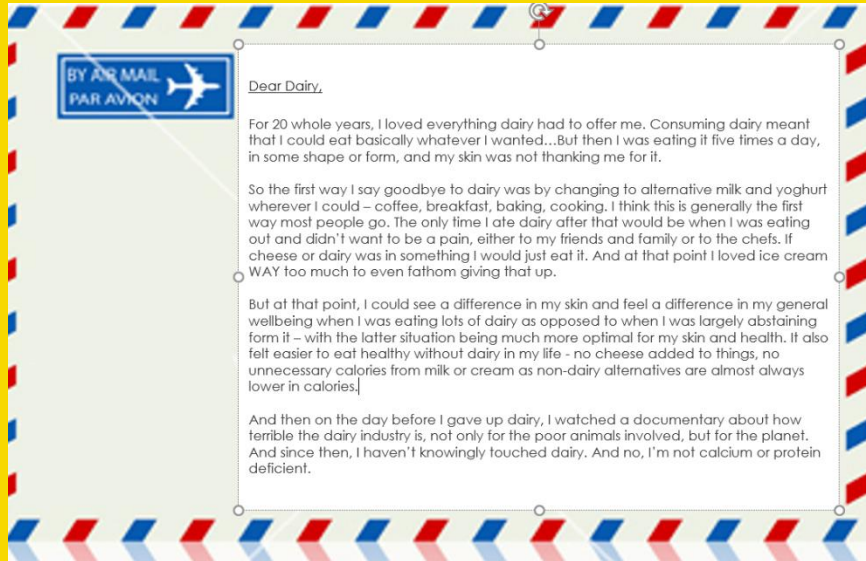 BY AIR MAIL
PAR AVION
Dear Dairy,
For 20 whole years, I loved everything dairy had to offer me. Consuming dairy meant
that I could eat basically whatever I wanted...But then I was eating it five times a day,
in some shape or form, and my skin was not thanking me for it.
So the first way I say goodbye to dairy was by changing to alternative milk and yoghurt
wherever I could – coffee, breakfast, baking, cooking. I think this is generally the first
way most people go. The only time I ate dairy after that would be when I was eating
out and didn't want to be a pain, either to my friends and family or to the chefs. If
cheese or dairy was in something I would just eat it. And at that point I loved ice cream
WAY too much to even fathom giving that up.
But at that point, I could see a difference in my skin and feel a difference in my general
wellbeing when I was eating lots of dairy as opposed to when I was largely abstaining
form it – with the latter situation being much more optimal for my skin and health. It also
felt easier to eat healthy without dairy in my life - no cheese added to things, no
unnecessary calories from milk or cream as non-dairy alternatives are almost always
lower in calories.
And then on the day before I gave up dairy, I watched a documentary about how
terrible the dairy industry is, not only for the poor animals involved, but for the planet.
And since then, I haven't knowingly touched dairy. And no, I'm not calcium or protein
deficient.